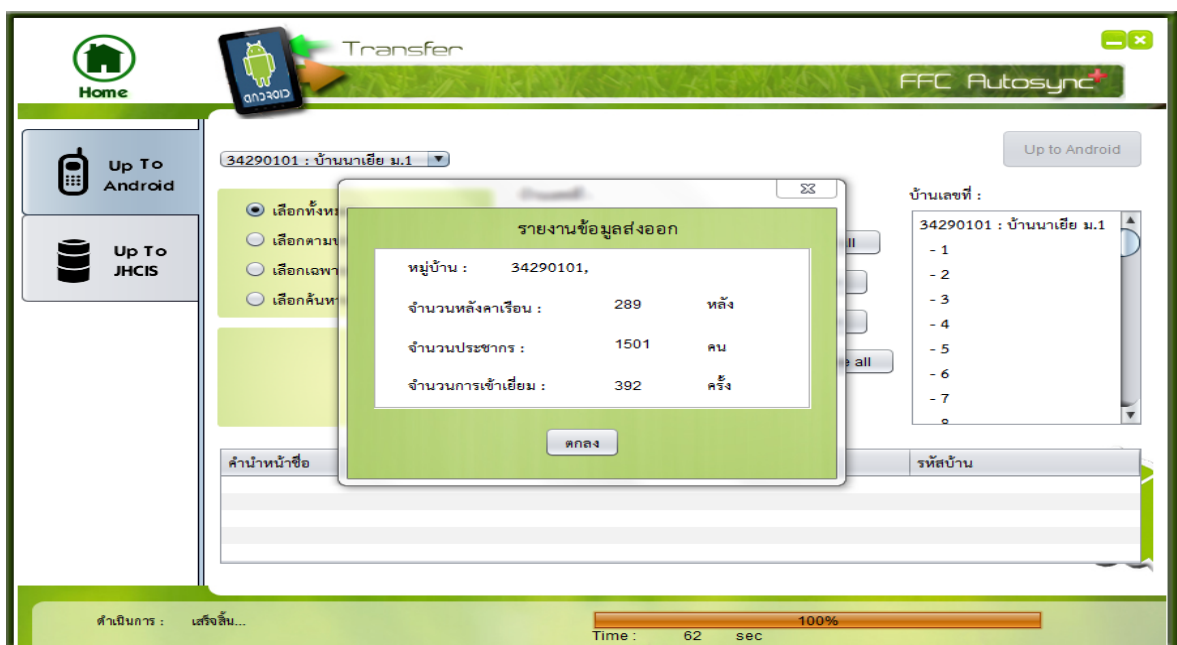 Transfer
FFC Autosync
Home
ANDROID
Up To
Android
34290101 : บ้านนาเยีย ม.1
Up to Android
Up To
JHCIS
เลือกทั้งหม
เลือกตาม
เลือกเฉพา
เลือกค้นห
รายงานข้อมูลส่งออก
หมู่บ้าน : 34290101,
จำนวนหลังคาเรือน : 289 หลัง
จำนวนประชากร : 1501 คน
จำนวนการเข้าเยี่ยม : 392 ครั้ง
ตกลง
all
บ้านเลขที่ :
34290101 : บ้านนาเยีย ม.1
- 1
- 2
- 3
- 4
- 5
- 6
- 7
คำนำหน้าชื่อ
รหัสบ้าน
ดำเนินการ : เสร็จสิ้น...
100%
Time : 62 sec